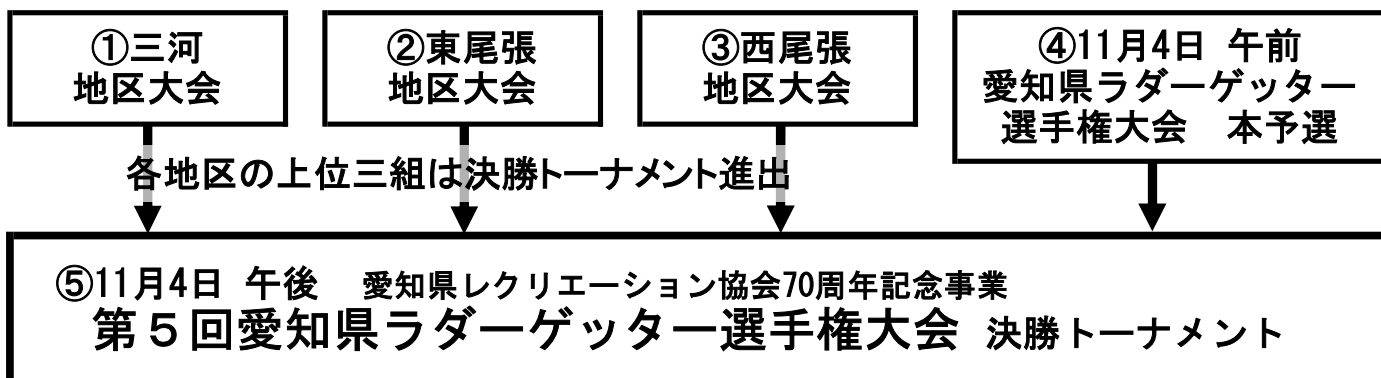 ①三河
地区大会
②東尾張
地区大会
③西尾張
地区大会
④11月4日 午前
愛知県ラダーゲッター
選手権大会　本予選
各地区の上位三組は決勝トーナメント進出
⑤11月4日 午後　愛知県レクリエーション協会70周年記念事業
第５回愛知県ラダーゲッター選手権大会 決勝トーナメント